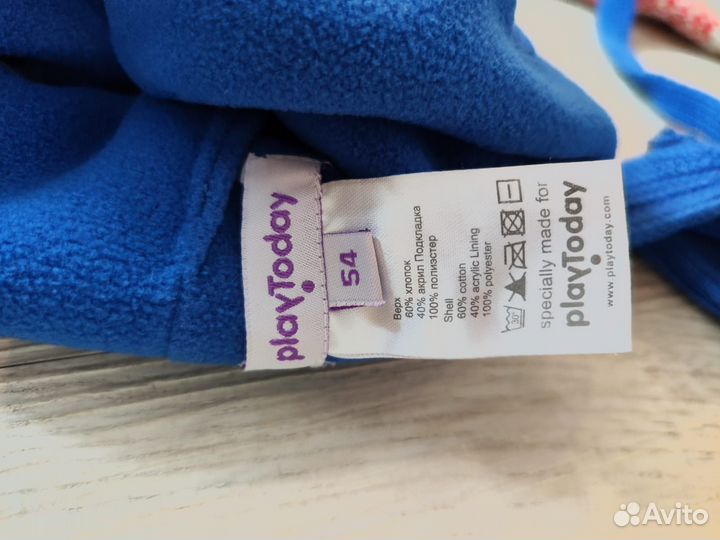 playToday
54
Верх
60% хлопок
40% акрил Подкладка
100% полиэстер
Shell
60% cotton
40% acrylic Lining
100% polyester
30°
specially made for
playToday
www.playtoday.com
Avito